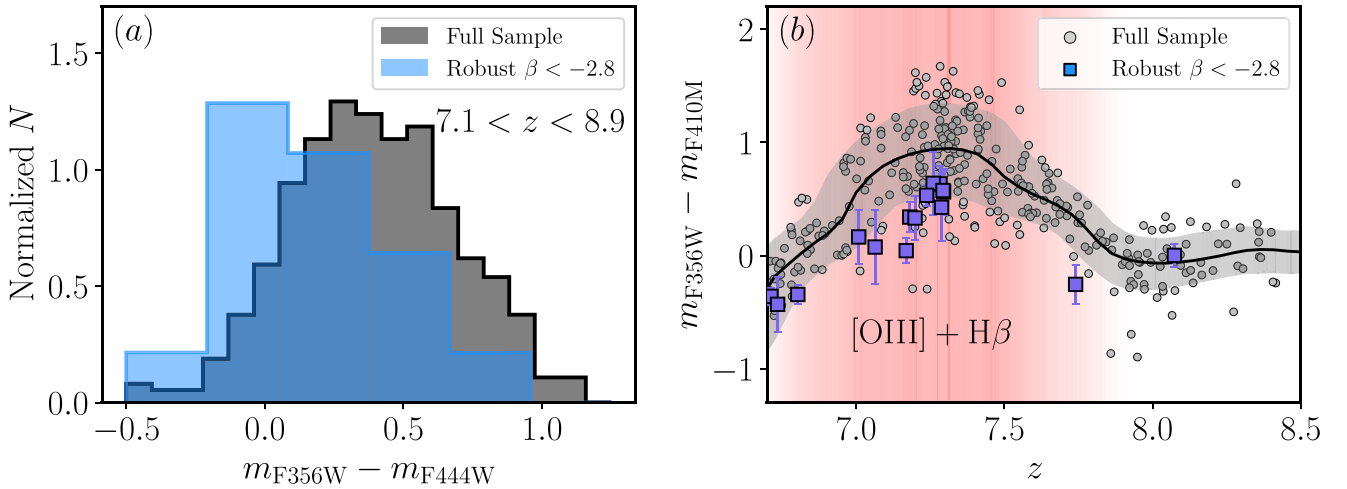 (a)
Full Sample
Robust β < −2.8
7.1 < z < 8.9
Normalized N
1.5
1.0
0.5
0.0
−0.5 0.0 0.5 1.0
m_F356W − m_F444W
(b)
Full Sample
Robust β < −2.8
[OIII] + Hβ
m_F356W − m_F410M
2
1
0
−1
7.0 7.5 8.0 8.5
z